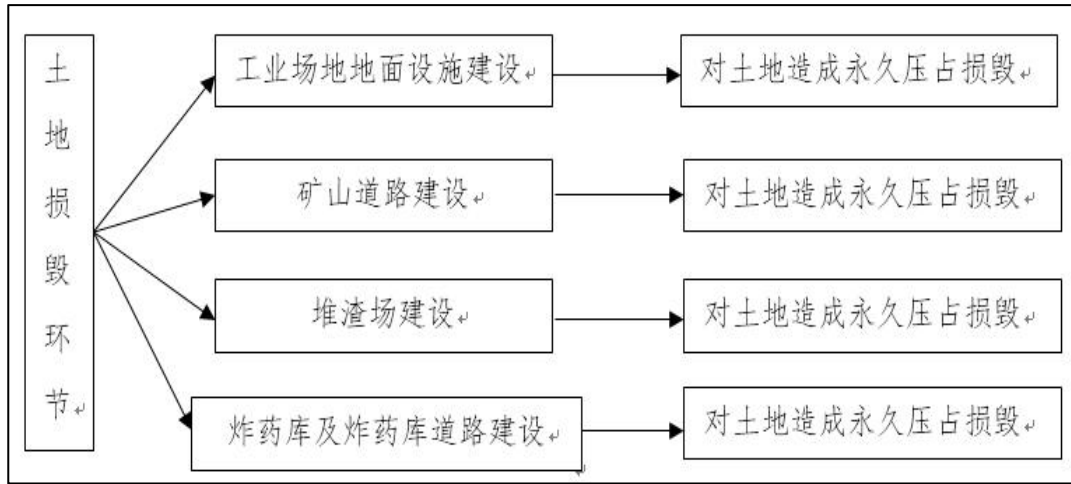 土地损毁环节
工业场地地面设施建设
对土地造成永久压占损毁
矿山道路建设
对土地造成永久压占损毁
堆渣场建设
对土地造成永久压占损毁
炸药库及炸药库道路建设
对土地造成永久压占损毁